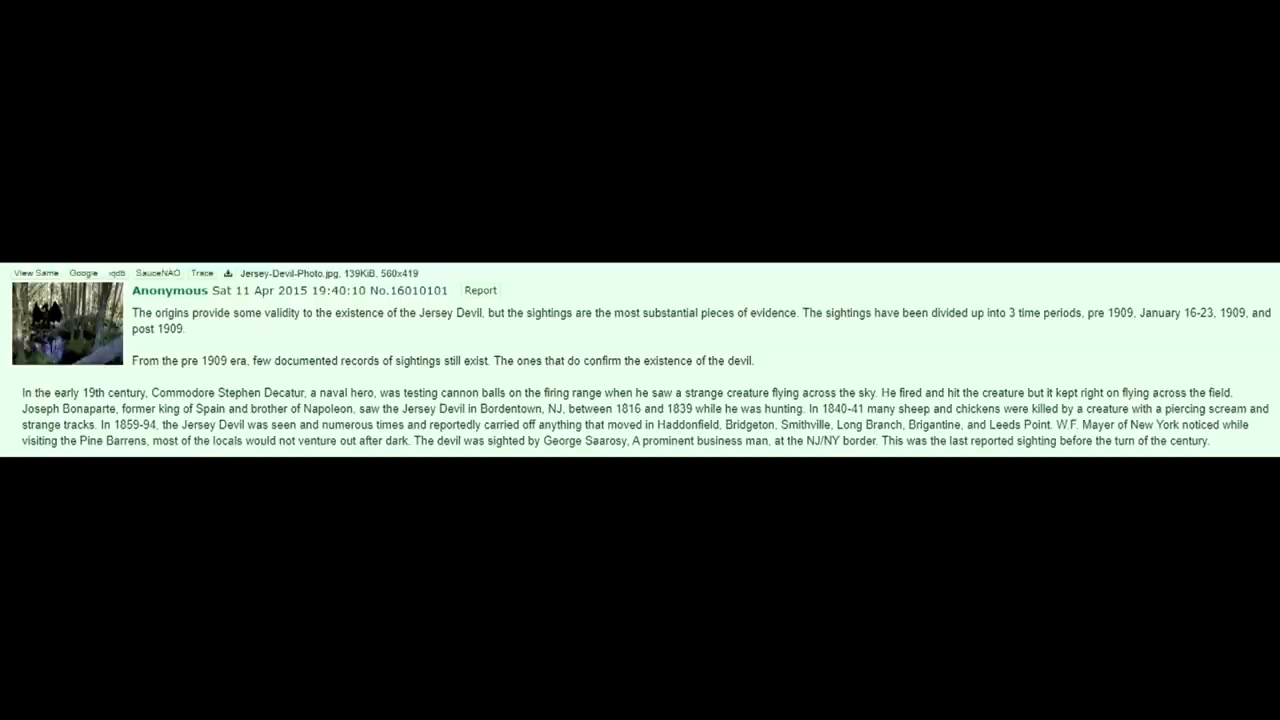 View Same Google iqdb SauceNAO Trace Jersey-Devil-Photo.jpg, 139KiB, 560x419
Anonymous Sat 11 Apr 2015 19:40:10 No.16010101 Report
The origins provide some validity to the existence of the Jersey Devil, but the sightings are the most substantial pieces of evidence. The sightings have been divided up into 3 time periods, pre 1909, January 16-23, 1909, and
post 1909.
From the pre 1909 era, few documented records of sightings still exist. The ones that do confirm the existence of the devil.
In the early 19th century, Commodore Stephen Decatur, a naval hero, was testing cannon balls on the firing range when he saw a strange creature flying across the sky. He fired and hit the creature but it kept right on flying across the field.
Joseph Bonaparte, former king of Spain and brother of Napoleon, saw the Jersey Devil in Bordentown, NJ, between 1816 and 1839 while he was hunting. In 1840-41 many sheep and chickens were killed by a creature with a piercing scream and
strange tracks. In 1859-94, the Jersey Devil was seen and numerous times and reportedly carried off anything that moved in Haddonfield, Bridgeton, Smithville, Long Branch, Brigantine, and Leeds Point. W.F. Mayer of New York noticed while
visiting the Pine Barrens, most of the locals would not venture out after dark. The devil was sighted by George Saarosy, A prominent business man, at the NJ/NY border. This was the last reported sighting before the turn of the century.